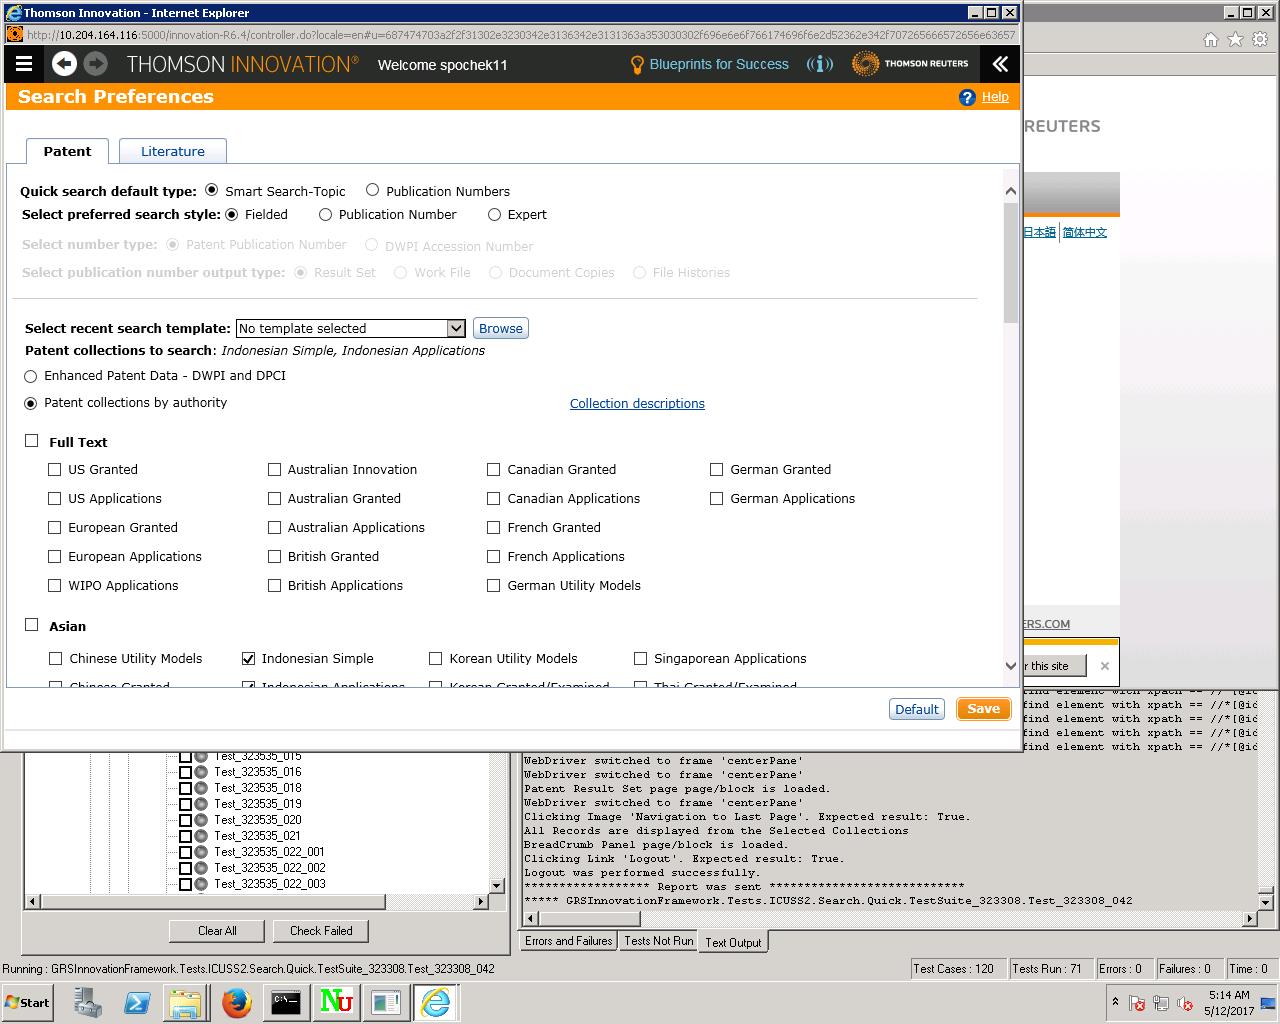 Thomson Innovation - Internet Explorer
http://10.204.164.116:5000/innovation-R6.4/controller.do?locale=en#u=687474703a2f2f31302e3230342e3136342e3131363a353030302f696e6e6f766174696f6e2d52362e342f707265666572656e63657
THOMSON INNOVATION® Welcome spochek11 Blueprints for Success THOMSON REUTERS
Search Preferences Help
REUTERS
Patent Literature
Quick search default type: Smart Search-Topic Publication Numbers
Select preferred search style: Fielded Publication Number Expert
日本語 简体中文
Select number type: Patent Publication Number DWPI Accession Number
Select publication number output type: Result Set Work File Document Copies File Histories
Select recent search template: No template selected Browse
Patent collections to search: Indonesian Simple, Indonesian Applications
Enhanced Patent Data - DWPI and DPCI
Patent collections by authority Collection descriptions
Full Text
US Granted Australian Innovation Canadian Granted German Granted
US Applications Australian Granted Canadian Applications German Applications
European Granted Australian Applications French Granted
European Applications British Granted French Applications
WIPO Applications British Applications German Utility Models
Asian
ERS.COM
Chinese Utility Models Indonesian Simple Korean Utility Models Singaporean Applications
r this site
Chinese Granted Indonesian Applications Korean Granted/Examined Thai Granted/Examined
Default Save
find element with xpath == //*[@id
find element with xpath == //*[@id
find element with xpath == //*[@id
find element with xpath == //*[@id
find element with xpath == //*[@id
WebDriver switched to frame 'centerPane'
WebDriver switched to frame 'centerPane'
Patent Result Set page page/block is loaded.
WebDriver switched to frame 'centerPane'
Clicking Image 'Navigation to Last Page'. Expected result: True.
All Records are displayed from the Selected Collections
BreadCrumb Panel page/block is loaded.
Clicking Link 'Logout'. Expected result: True.
Logout was performed successfully.
****************** Report was sent ****************************
***** GRSInnovationFramework.Tests.ICUSS2.Search.Quick.TestSuite_323308.Test_323308_042
Test_323535_015
Test_323535_016
Test_323535_018
Test_323535_019
Test_323535_020
Test_323535_021
Test_323535_022_001
Test_323535_022_002
Test_323535_022_003
Clear All Check Failed
Errors and Failures Tests Not Run Text Output
Running : GRSInnovationFramework.Tests.ICUSS2.Search.Quick.TestSuite_323308.Test_323308_042
Test Cases : 120 Tests Run : 71 Errors : 0 Failures : 0 Time : 0
Start
C:\_
Nu
5:14 AM
5/12/2017